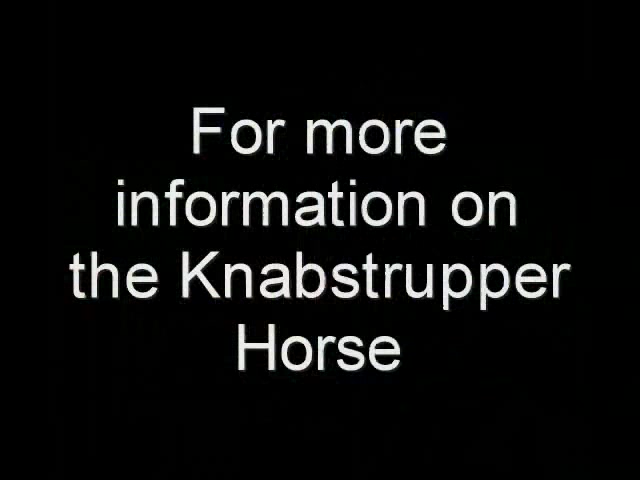 For more
information on
the Knabstrupper
Horse